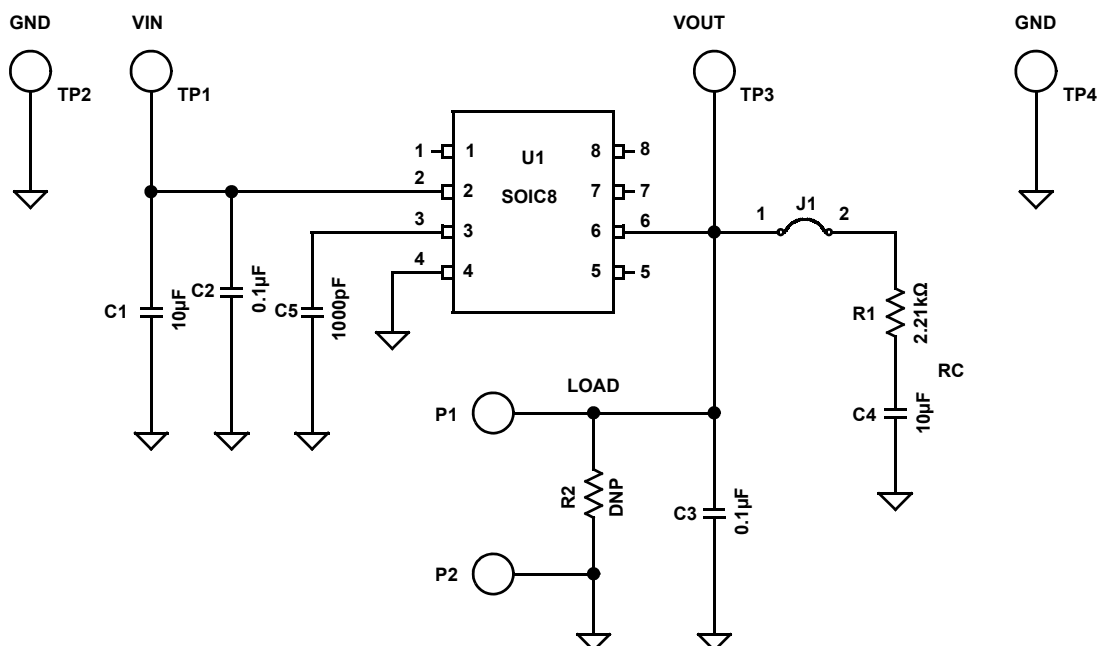 GND
VIN
VOUT
GND
TP2
TP1
TP3
TP4
U1
SOIC8
1
1
2
2
3
3
4
4
8
8
7
7
6
6
5
5
1
J1
2
C1
10µF
C2
0.1µF
C5
1000pF
R1
2.21kΩ
RC
C4
10µF
LOAD
P1
R2
DNP
C3
0.1µF
P2